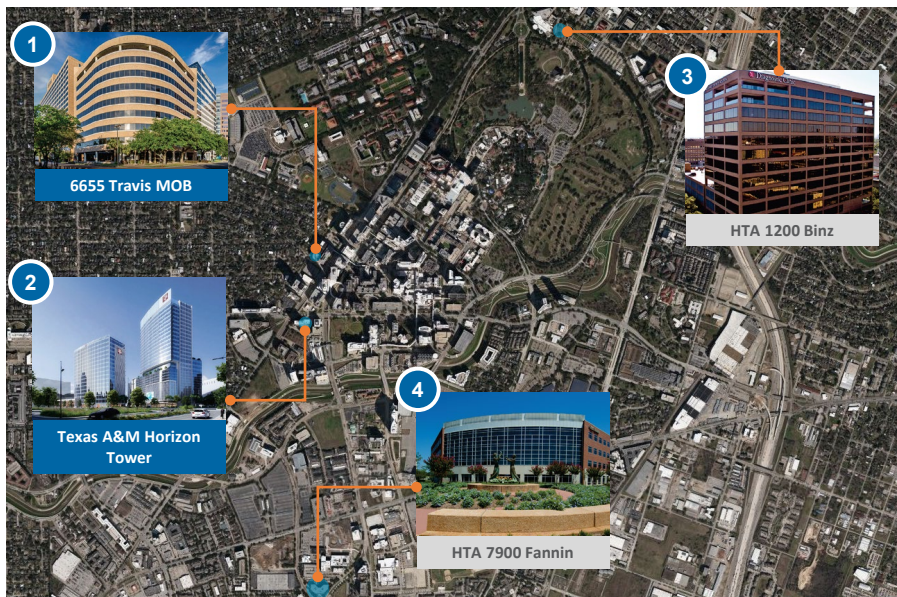 1
6655 Travis MOB
2
Texas A&M Horizon
Tower
3
HTA 1200 Binz
4
HTA 7900 Fannin